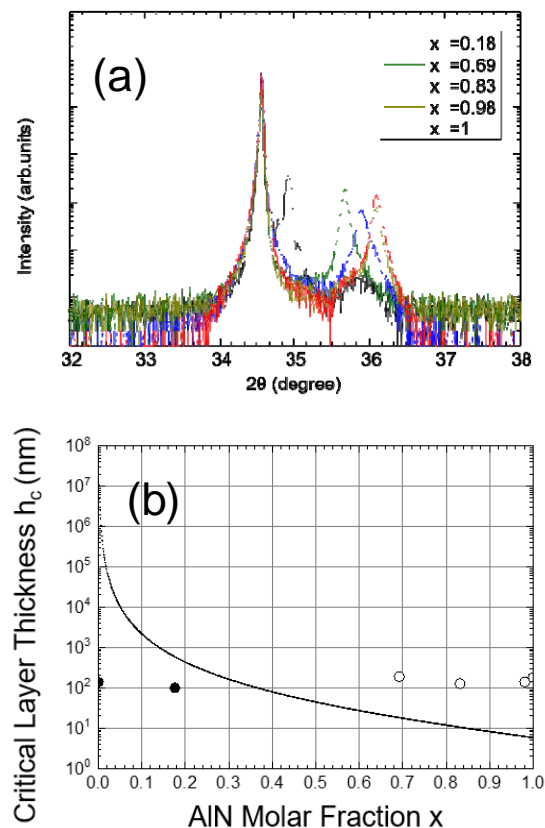 (a)
x =0.18
x =0.69
x =0.83
x =0.98
x =1
Intensity (arb.units)
32 33 34 35 36 37 38
2θ (degree)
(b)
Critical Layer Thickness h_c (nm)
10^8
10^7
10^6
10^5
10^4
10^3
10^2
10^1
10^0
0.0 0.1 0.2 0.3 0.4 0.5 0.6 0.7 0.8 0.9 1.0
AlN Molar Fraction x